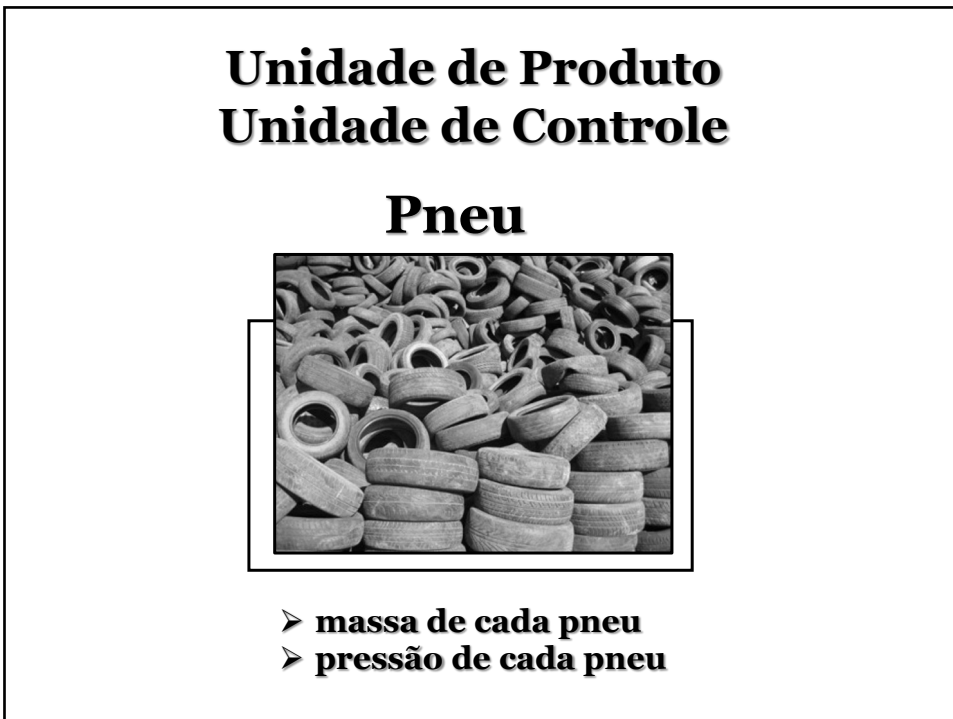 Unidade de Produto
Unidade de Controle
Pneu
➢ massa de cada pneu
➢ pressão de cada pneu